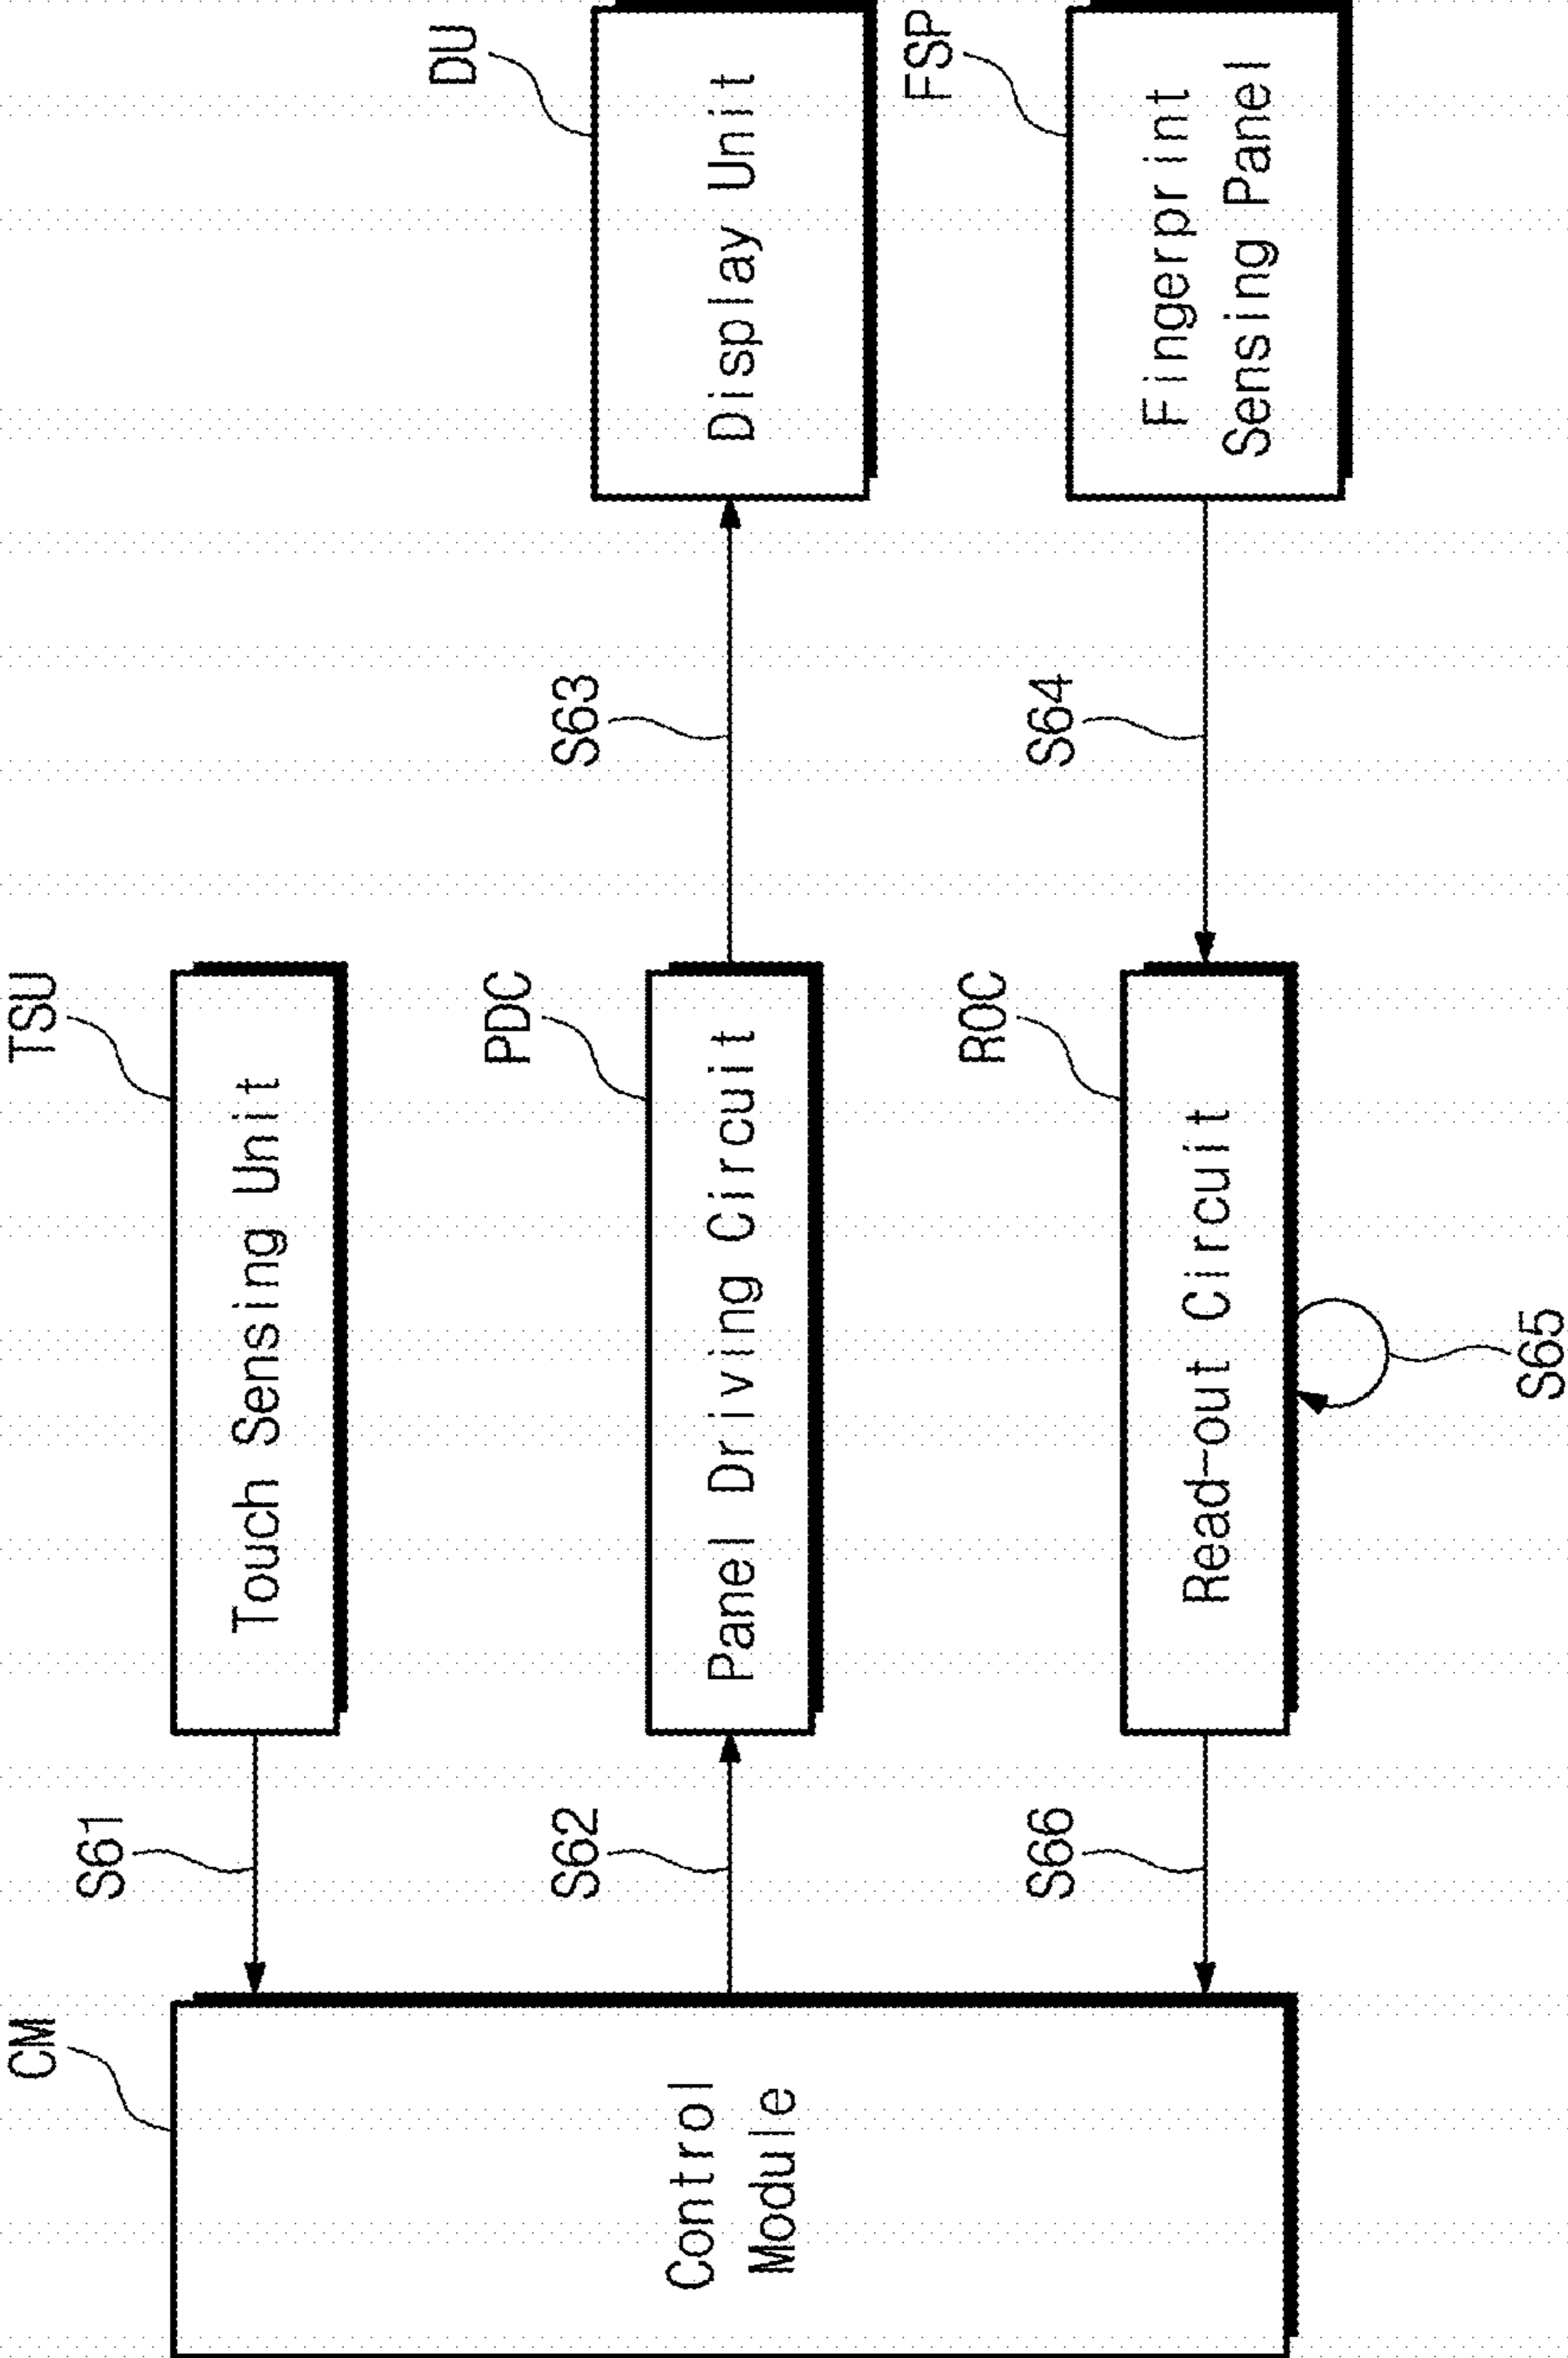 CM
Control
Module
S61
TSU
Touch Sensing Unit
S62
PDC
Panel Driving Circuit
S63
DU
Display Unit
S66
ROC
Read-out Circuit
S65
S64
FSP
Fingerprint
Sensing Panel